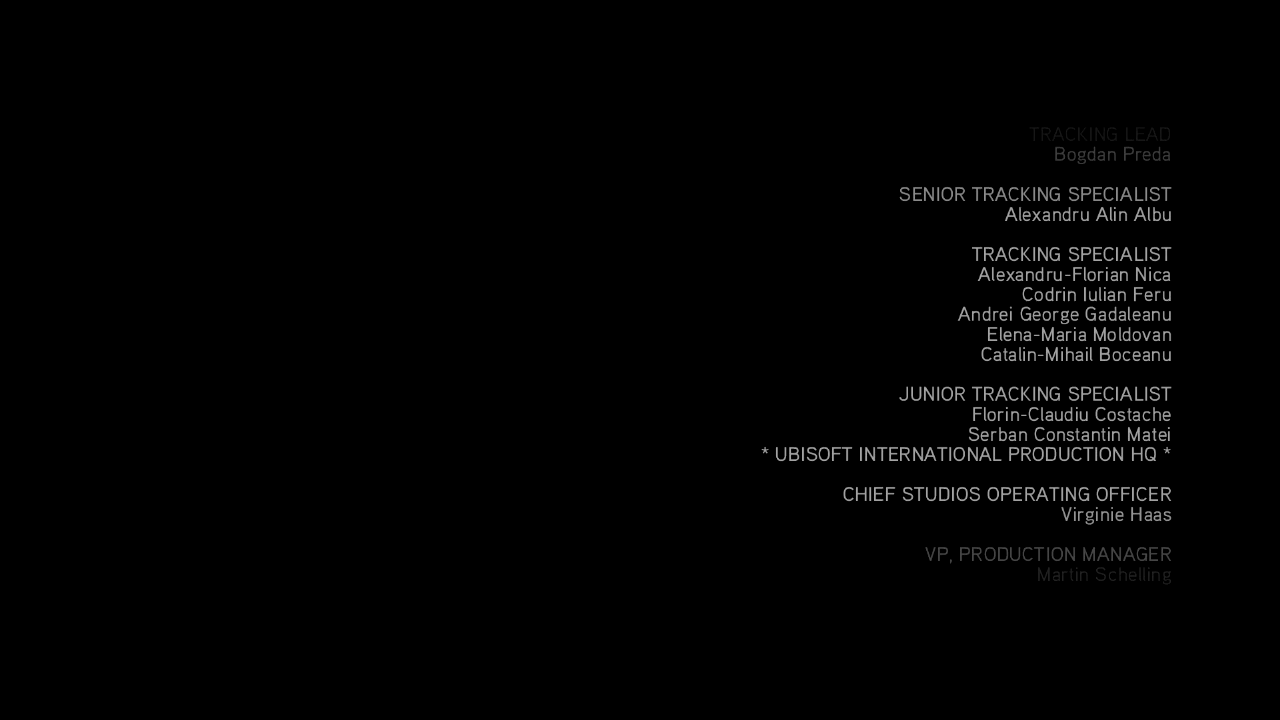 TRACKING LEAD
Bogdan Preda
SENIOR TRACKING SPECIALIST
Alexandru Alin Albu
TRACKING SPECIALIST
Alexandru-Florian Nica
Codrin Iulian Feru
Andrei George Gadaleanu
Elena-Maria Moldovan
Catalin-Mihail Boceanu
JUNIOR TRACKING SPECIALIST
Florin-Claudiu Costache
Serban Constantin Matei
* UBISOFT INTERNATIONAL PRODUCTION HQ *
CHIEF STUDIOS OPERATING OFFICER
Virginie Haas
VP, PRODUCTION MANAGER
Martin Schelling